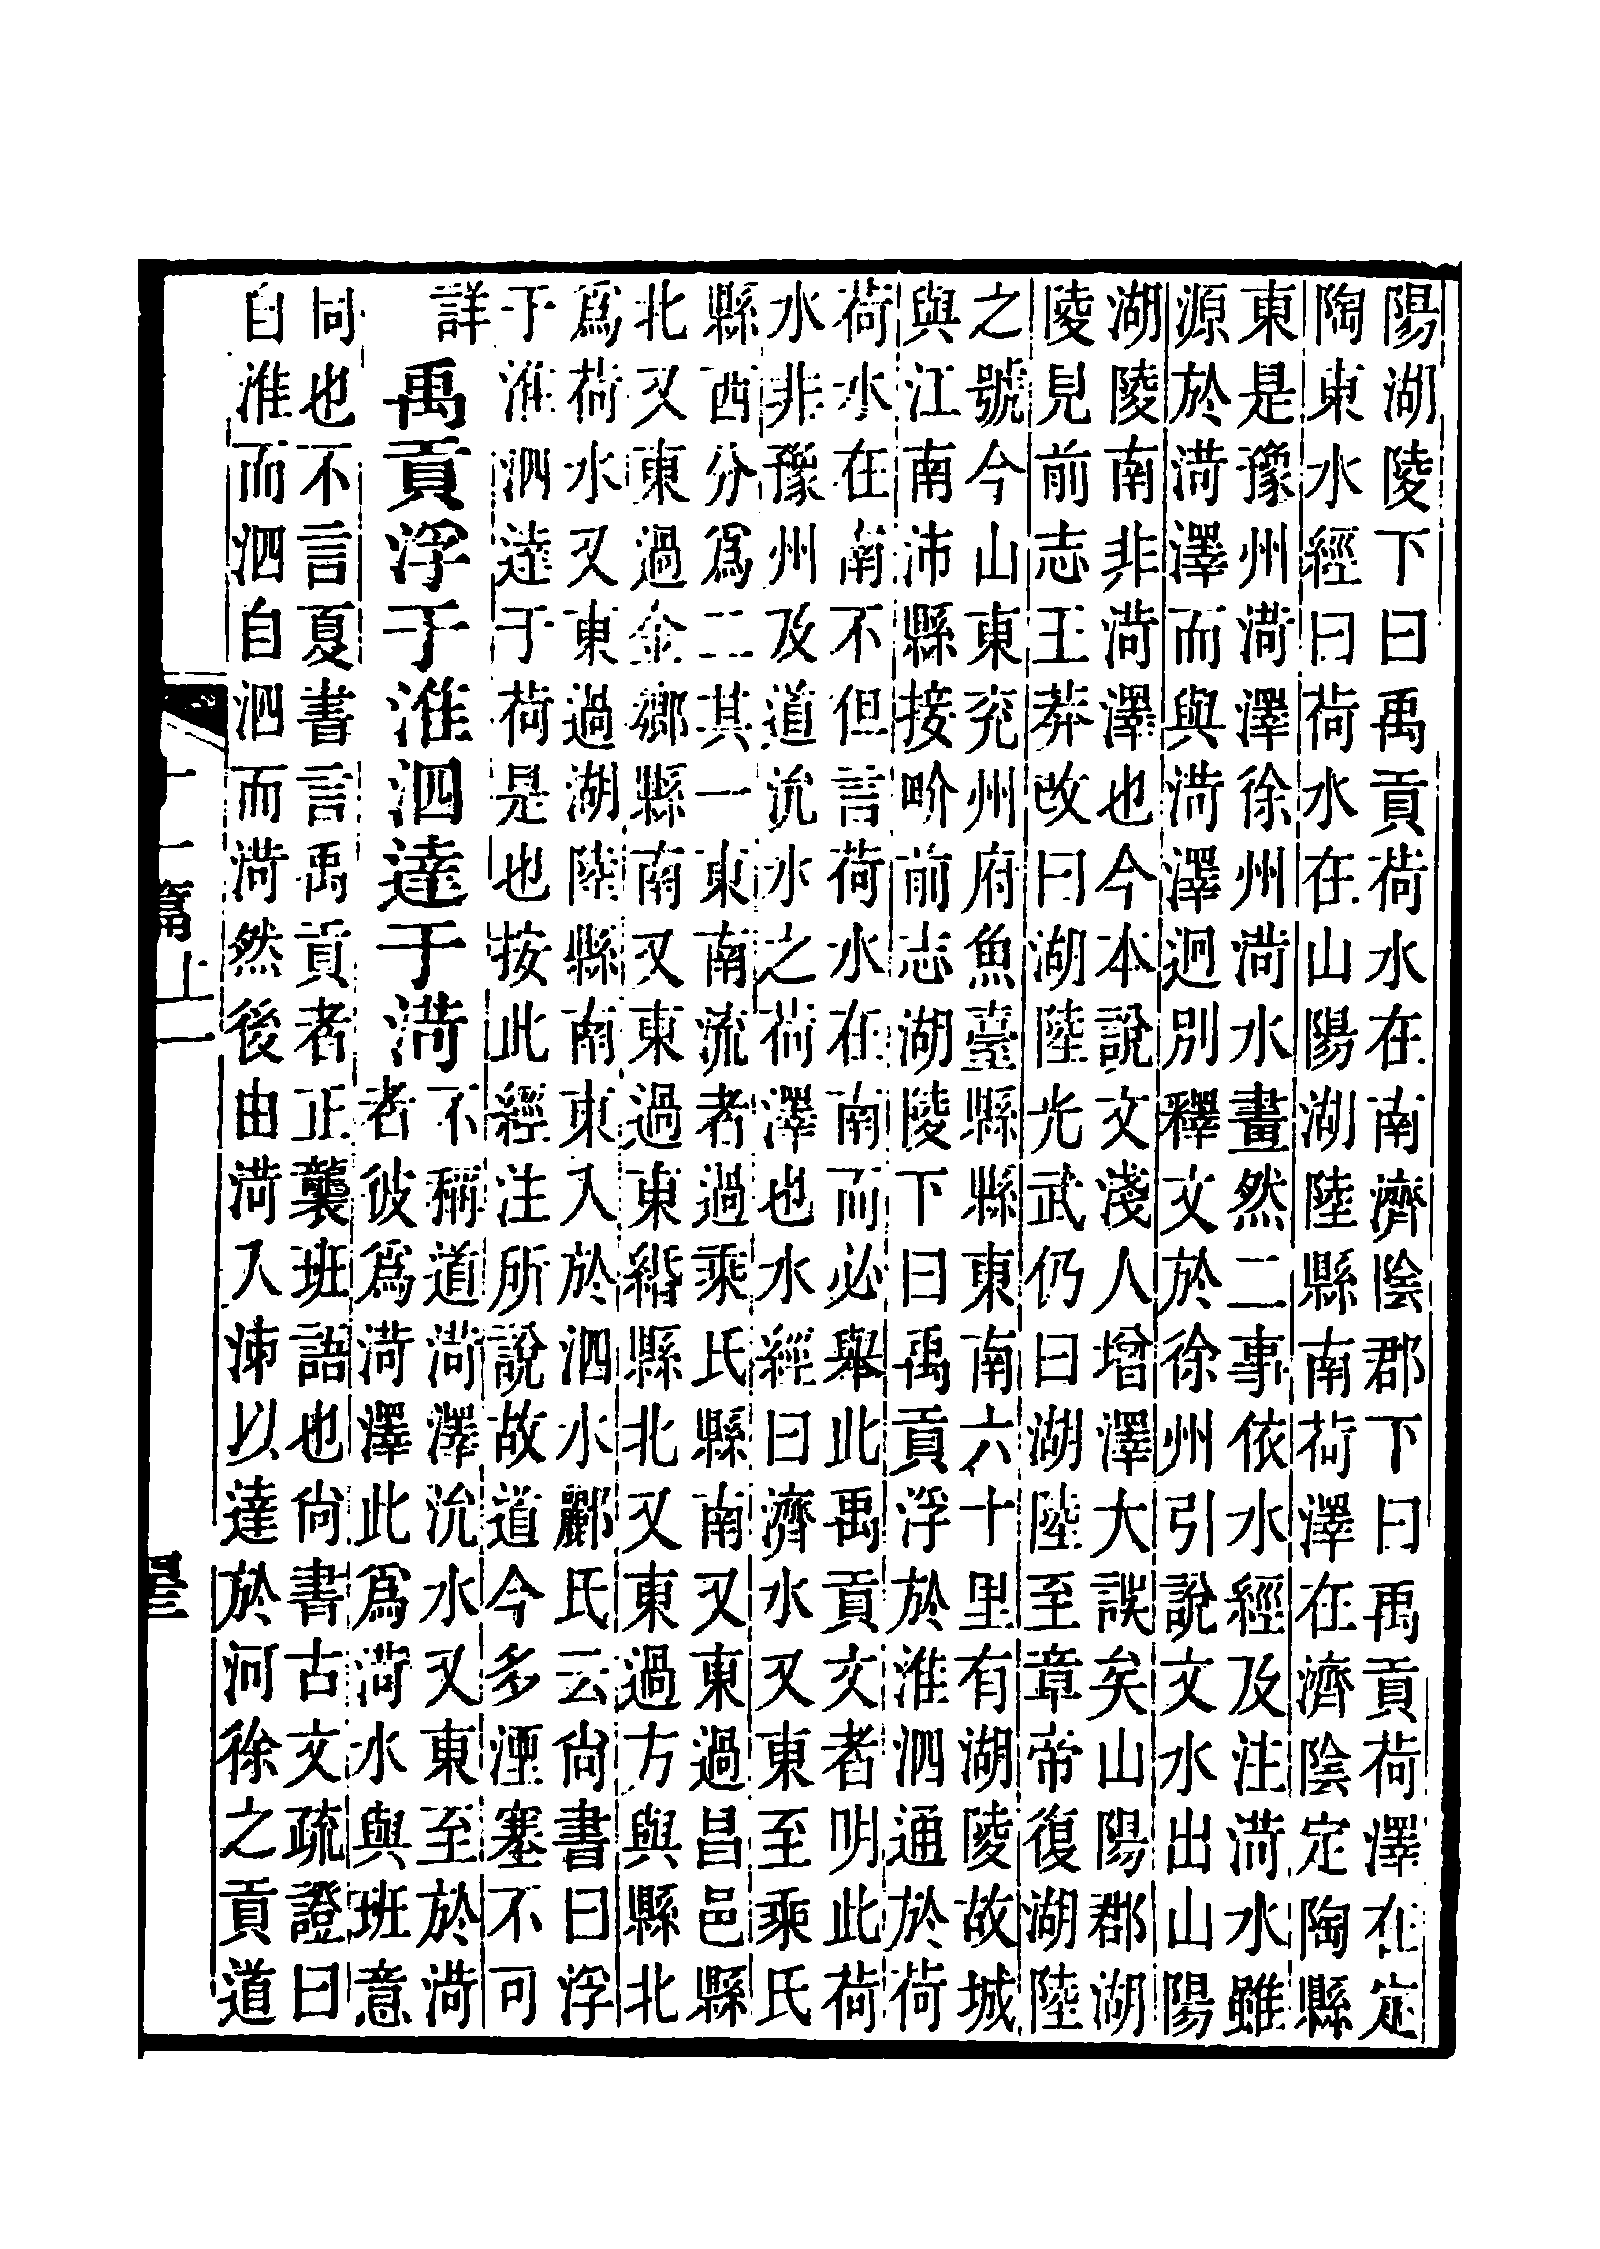 陽湖陵下曰禹貢荷水在南濟陰郡下曰禹貢荷澤在定
陶東水經曰荷水在山陽湖陸縣南荷澤在濟陰定陶縣
東是豫州菏澤徐州菏水畫然二事依水經及注菏水雖
源於菏澤而與菏澤迥別釋文於徐州引說文水出山陽
湖陵南非菏澤也今本說文淺人增澤大誤矣山陽郡湖
陵見前志王莽改曰湖陸光武仍曰湖陸至章帝復湖陸
之號今山東兖州府魚臺縣縣東南六十里有湖陵故城
與江南沛縣接畍前志湖陵下曰禹貢浮於淮泗通於荷
荷水在南不但言荷水在南而必舉此禹貢文者明此荷
水非豫州及道沇水之荷澤也水經曰濟水又東至乘氏
縣西分爲二其一東南流者過乘氏縣南又東過昌邑縣
北又東過金鄉縣南又東過東緡縣北又東過方與縣北
爲荷水又東過湖陸縣南東入於泗水酈氏云尙書曰浮
于淮泗達于荷是也按此經注所說故道今多湮塞不可
詳
禹貢浮于淮泗達于菏
不稱道菏菏澤沇水又東至於菏
者彼爲菏澤此爲菏水與班意
同也不言夏書言禹貢者正襲班語也尙書古文疏證曰
自淮而泗自泗而菏然後由菏入泲以達於河徐之貢道
十一篇上一